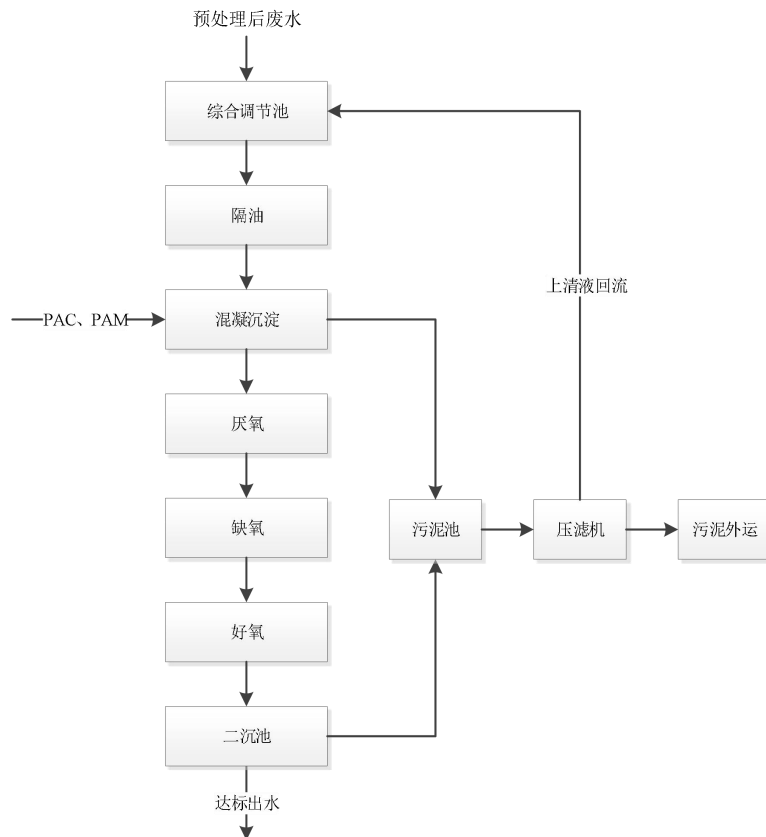 预处理后废水
综合调节池
隔油
上清液回流
PAC、PAM
混凝沉淀
厌氧
缺氧
污泥池
压滤机
污泥外运
好氧
二沉池
达标出水